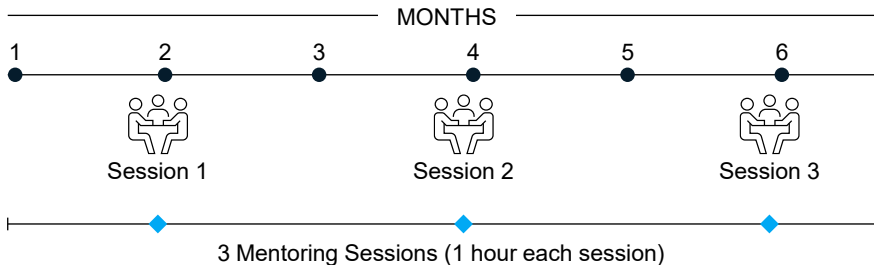 MONTHS
1 2 3 4 5 6
Session 1 Session 2 Session 3
3 Mentoring Sessions (1 hour each session)